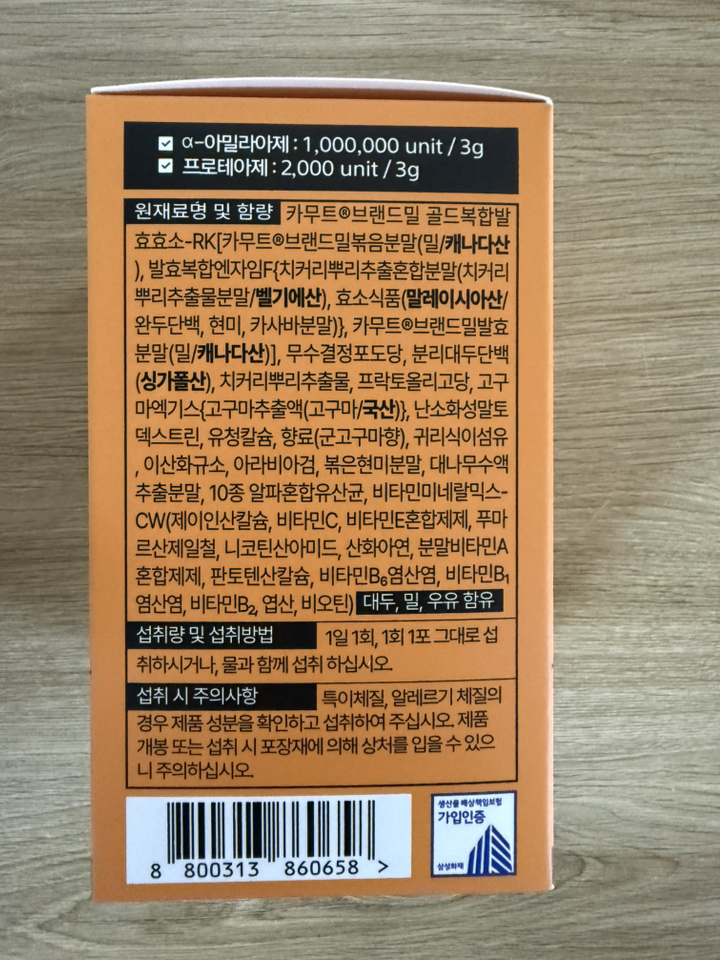 ☑ α-아밀라아제 : 1,000,000 unit / 3g
☑ 프로테아제 : 2,000 unit / 3g
원재료명 및 함량 카무트®브랜드밀 골드복합발
효효소-RK[카무트®브랜드밀볶음분말(밀/캐나다산
), 발효복합엔자임F{치커리뿌리추출혼합분말(치커리
뿌리추출물분말/벨기에산), 효소식품(말레이시아산/
완두단백, 현미, 카사바분말)}, 카무트®브랜드밀발효
분말(밀/캐나다산)], 무수결정포도당, 분리대두단백
(싱가폴산), 치커리뿌리추출물, 프락토올리고당, 고구
마엑기스{고구마추출액(고구마/국산)}, 난소화성말토
덱스트린, 유청칼슘, 향료(군고구마향), 귀리식이섬유
, 이산화규소, 아라비아검, 볶은현미분말, 대나무수액
추출분말, 10종 알파혼합유산균, 비타민미네랄믹스-
CW(제이인산칼슘, 비타민C, 비타민E혼합제제, 푸마
르산제일철, 니코틴산아미드, 산화아연, 분말비타민A
혼합제제, 판토텐산칼슘, 비타민B₆염산염, 비타민B₁
염산염, 비타민B₂, 엽산, 비오틴) 대두, 밀, 우유 함유
섭취량 및 섭취방법 1일 1회, 1회 1포 그대로 섭
취하시거나, 물과 함께 섭취 하십시오.
섭취 시 주의사항 특이체질, 알레르기 체질의
경우 제품 성분을 확인하고 섭취하여 주십시오. 제품
개봉 또는 섭취 시 포장재에 의해 상처를 입을 수 있으
니 주의하십시오.
8 800313 860658 >
생산물 배상책임보험
가입인증
삼성화재